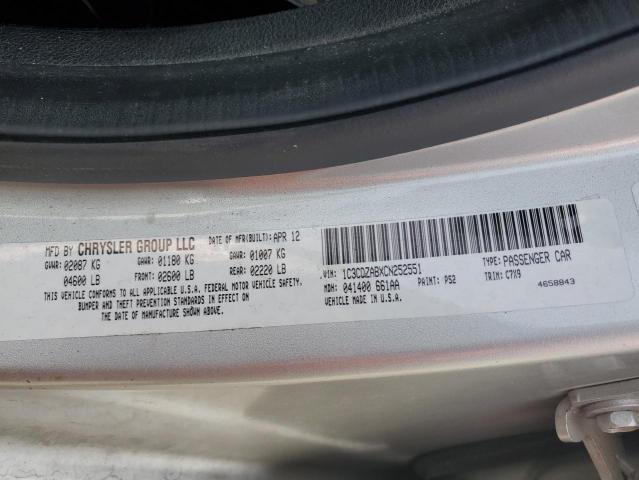 MFD BY CHRYSLER GROUP LLC DATE OF MFR(BUILT): APR 12
GVWR: 02087 KG GAWR: 01180 KG GAWR: 01007 KG
04600 LB FRONT: 02600 LB REAR: 02220 LB
THIS VEHICLE CONFORMS TO ALL APPLICABLE U.S.A. FEDERAL MOTOR VEHICLE SAFETY,
BUMPER AND THEFT PREVENTION STANDARDS IN EFFECT ON
THE DATE OF MANUFACTURE SHOWN ABOVE.
VIN: 1C3CDZABXCN252551 TYPE: PASSENGER CAR
MDH: 041400 661AA PAINT: PS2 TRIM: C7X9
VEHICLE MADE IN U.S.A. 4658843